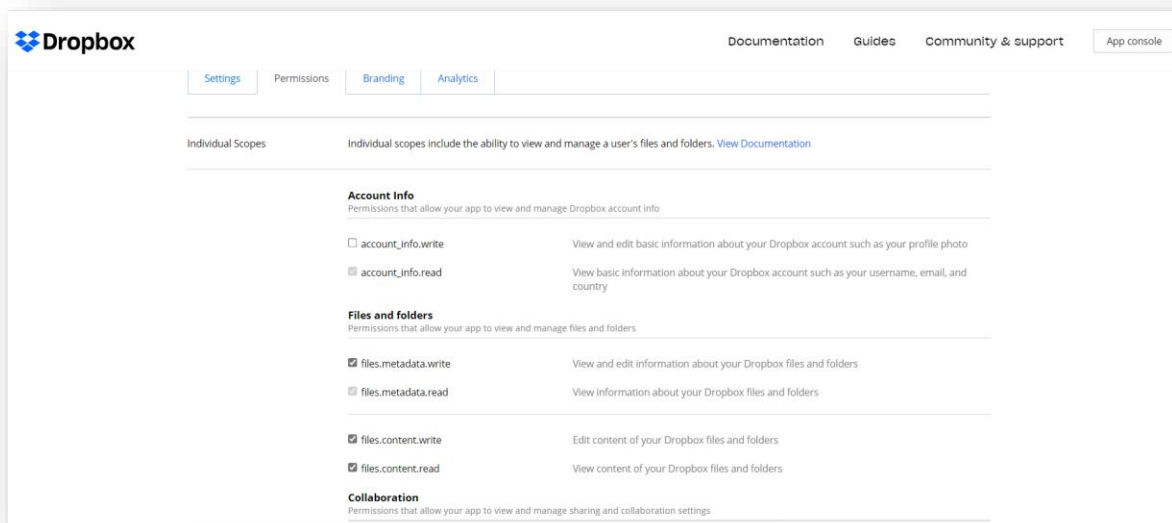 Dropbox
Documentation Guides Community & support App console
Settings Permissions Branding Analytics
Individual Scopes Individual scopes include the ability to view and manage a user's files and folders. View Documentation
Account Info
Permissions that allow your app to view and manage Dropbox account info
account_info.write View and edit basic information about your Dropbox account such as your profile photo
account_info.read View basic information about your Dropbox account such as your username, email, and
country
Files and folders
Permissions that allow your app to view and manage files and folders
files.metadata.write View and edit information about your Dropbox files and folders
files.metadata.read View information about your Dropbox files and folders
files.content.write Edit content of your Dropbox files and folders
files.content.read View content of your Dropbox files and folders
Collaboration
Permissions that allow your app to view and manage sharing and collaboration settings